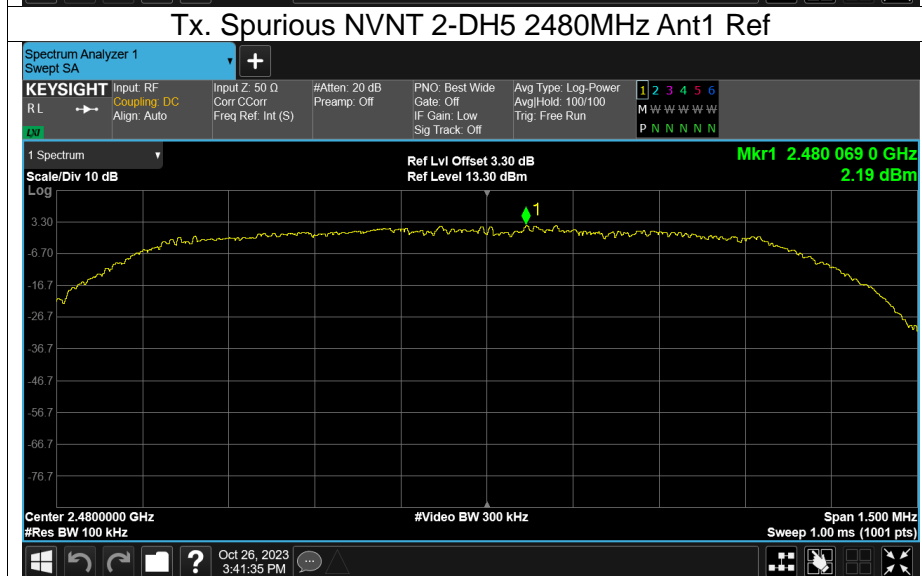 Tx. Spurious NVNT 2-DH5 2480MHz Ant1 Ref
Spectrum Analyzer 1
Swept SA
+
KEYSIGHT
RL
LXI
Input: RF
Coupling: DC
Align: Auto
Input Z: 50 Ω
Corr CCorr
Freq Ref: Int (S)
#Atten: 20 dB
Preamp: Off
PNO: Best Wide
Gate: Off
IF Gain: Low
Sig Track: Off
Avg Type: Log-Power
Avg|Hold: 100/100
Trig: Free Run
1 2 3 4 5 6
M W W W W W
P N N N N N
1 Spectrum
Scale/Div 10 dB
Ref Lvl Offset 3.30 dB
Ref Level 13.30 dBm
Mkr1 2.480 069 0 GHz
2.19 dBm
Log
1
3.30
-6.70
-16.7
-26.7
-36.7
-46.7
-56.7
-66.7
-76.7
Center 2.4800000 GHz
#Res BW 100 kHz
#Video BW 300 kHz
Span 1.500 MHz
Sweep 1.00 ms (1001 pts)
?
Oct 26, 2023
3:41:35 PM